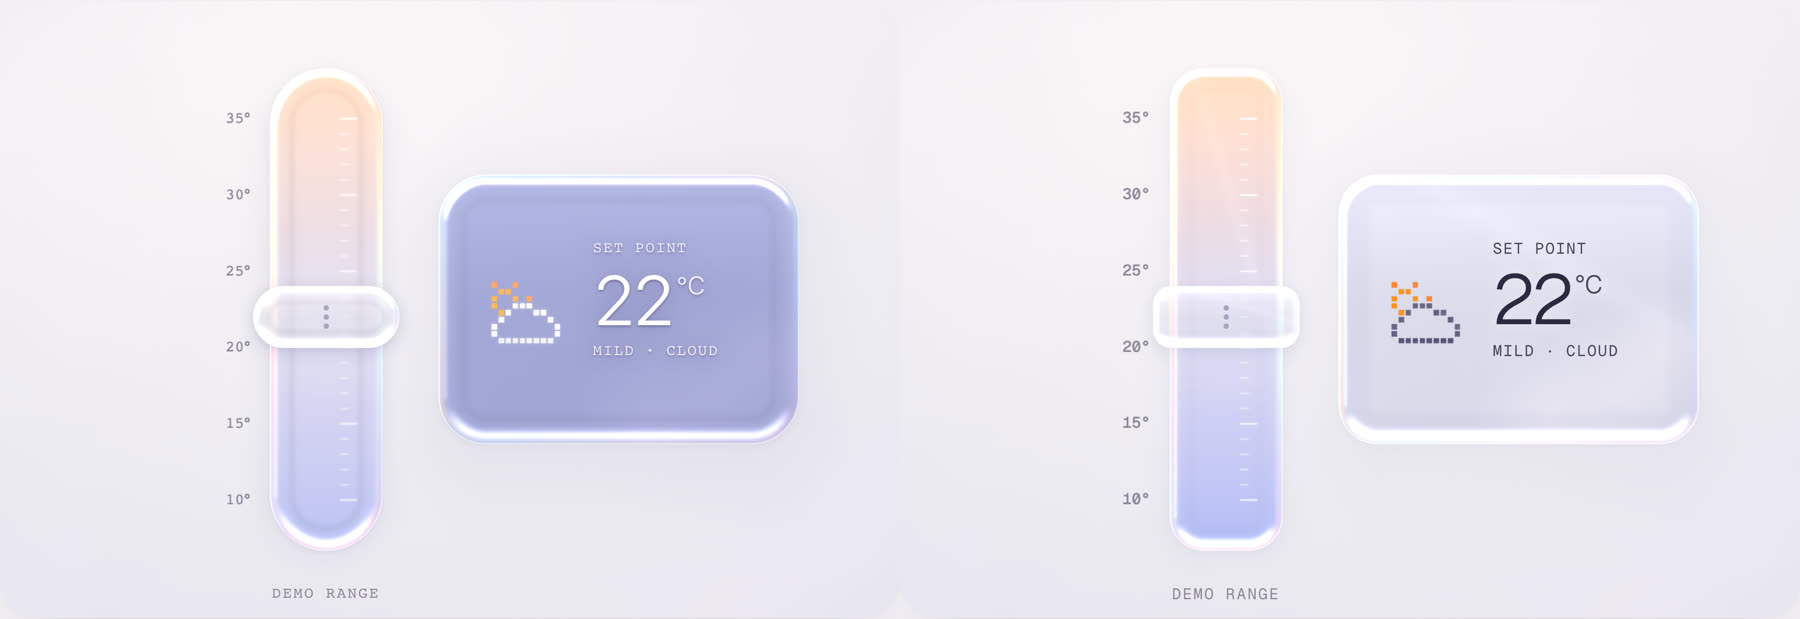 35°
30°
25°
20°
15°
10°
SET POINT
22°C
MILD · CLOUD
DEMO RANGE
35°
30°
25°
20°
15°
10°
SET POINT
22°C
MILD · CLOUD
DEMO RANGE